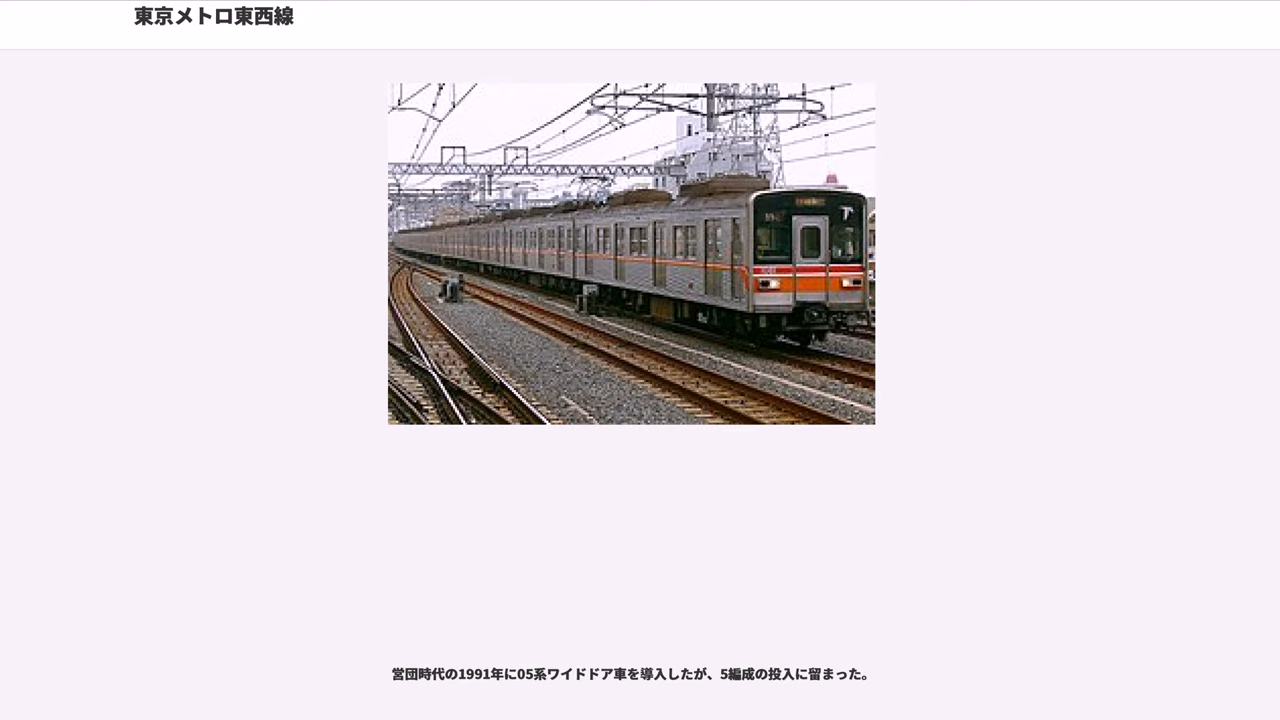 東京メトロ東西線
営団時代の1991年に05系ワイドドア車を導入したが、5編成の投入に留まった。